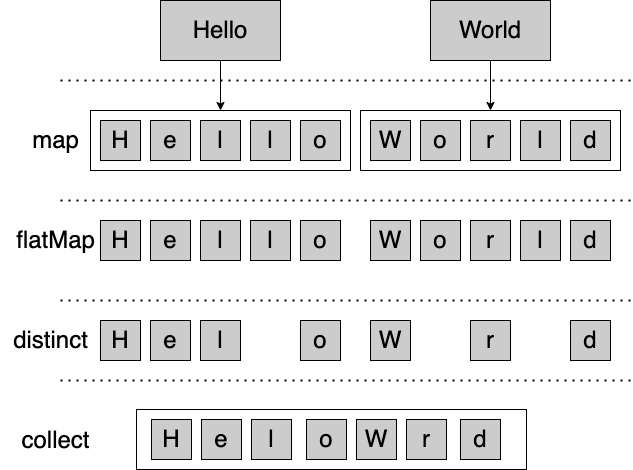 Hello World
map H e l l o W o r l d
flatMap H e l l o W o r l d
distinct H e l o W r d
collect H e l o W r d